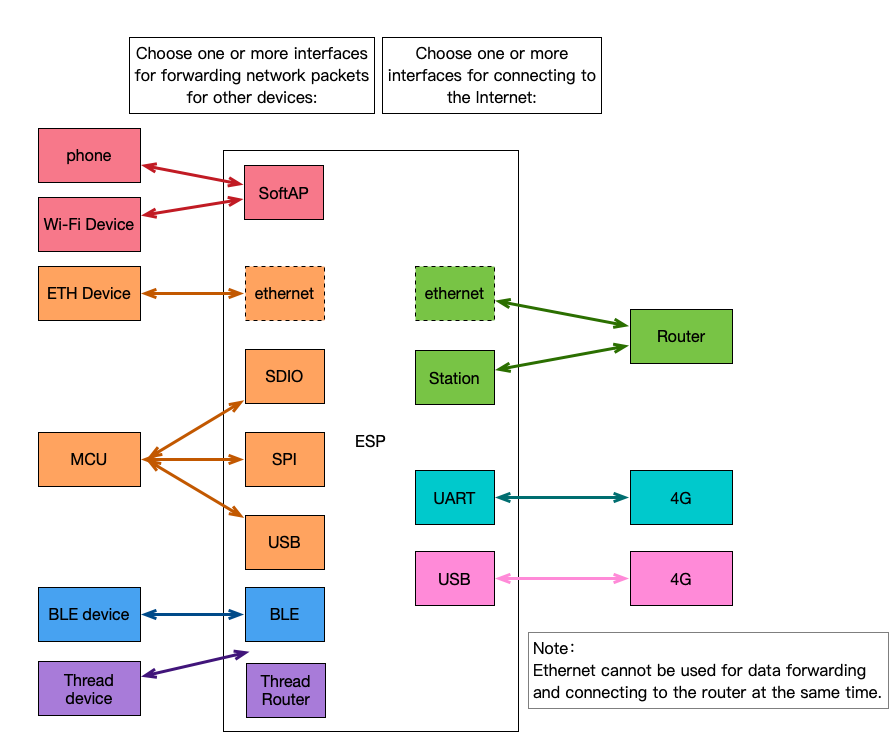 Choose one or more interfaces
for forwarding network packets
for other devices:
Choose one or more
interfaces for connecting to
the Internet:
phone
SoftAP
Wi-Fi Device
ETH Device
ethernet
ethernet
Router
SDIO
Station
ESP
MCU
SPI
UART
4G
USB
USB
4G
BLE device
BLE
Thread
device
Thread
Router
Note：
Ethernet cannot be used for data forwarding
and connecting to the router at the same time.